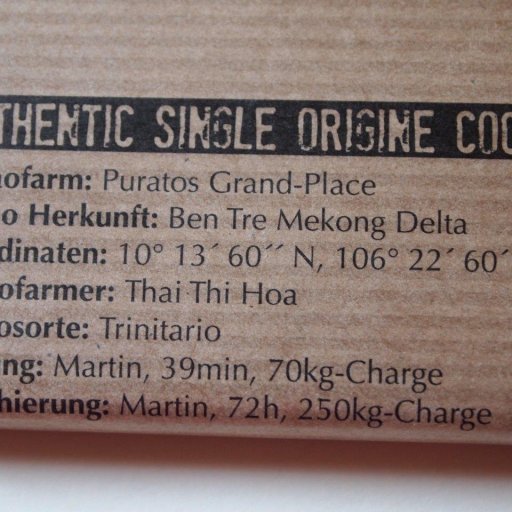 THENTIC SINGLE ORIGINE COC
aofarm: Puratos Grand-Place
o Herkunft: Ben Tre Mekong Delta
dinaten: 10° 13´ 60´´ N, 106° 22´ 60´
ofarmer: Thai Thi Hoa
osorte: Trinitario
ng: Martin, 39min, 70kg-Charge
hierung: Martin, 72h, 250kg-Charge